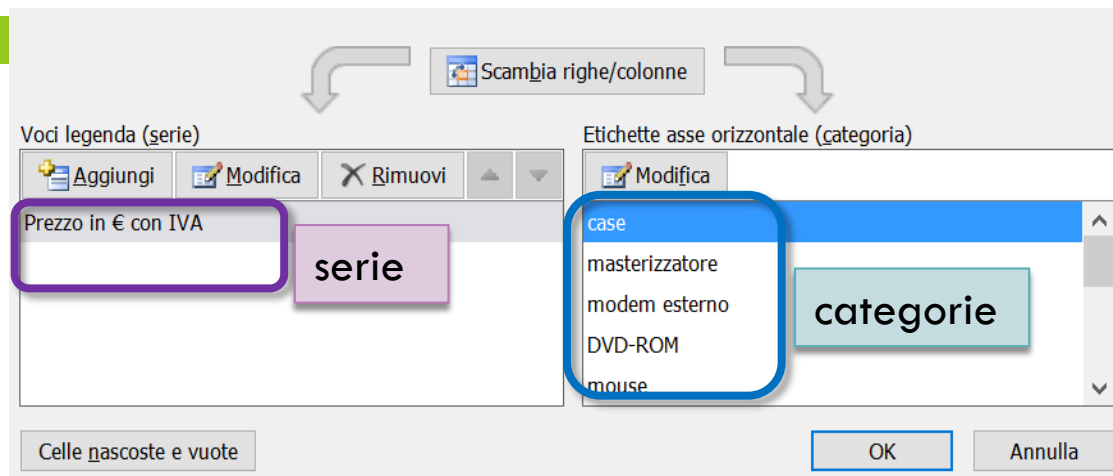 Scambia righe/colonne
Voci legenda (serie)
Etichette asse orizzontale (categoria)
Aggiungi
Modifica
Rimuovi
Modifica
Prezzo in € con IVA
serie
case
masterizzatore
modem esterno
DVD-ROM
mouse
categorie
Celle nascoste e vuote
OK
Annulla